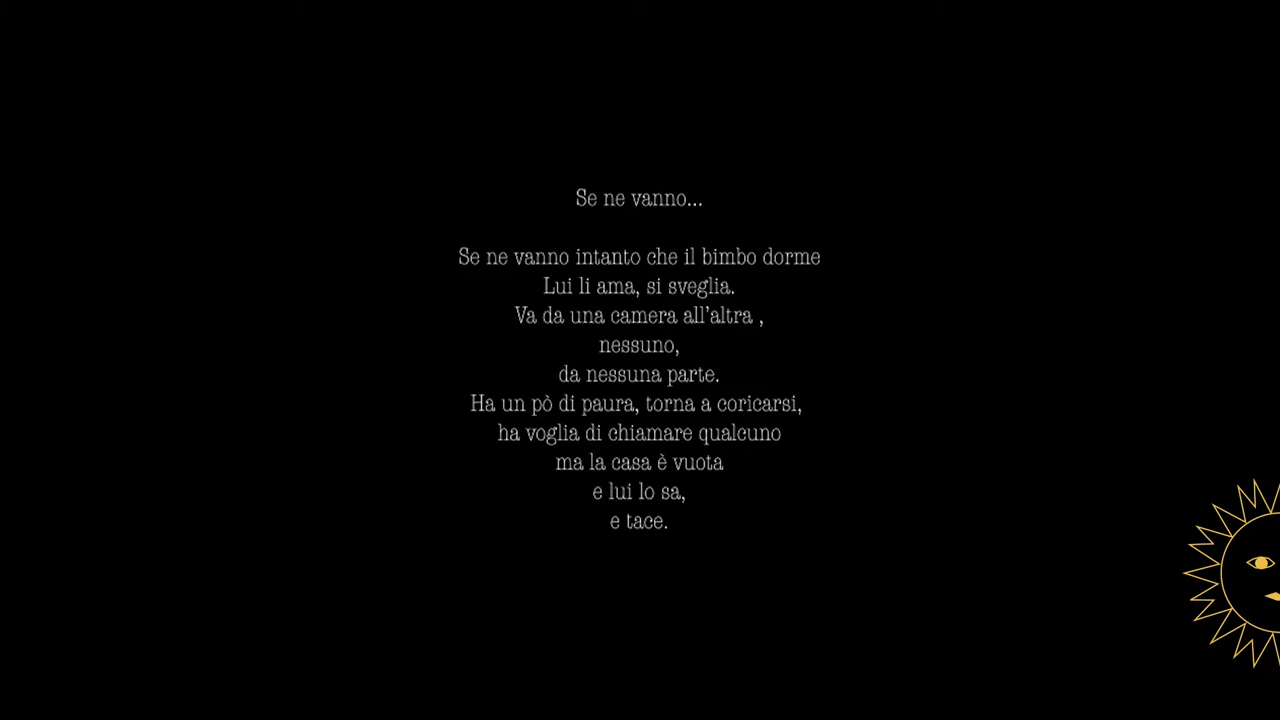 Se ne vanno...
Se ne vanno intanto che il bimbo dorme
Lui li ama, si sveglia.
Va da una camera all'altra ,
nessuno,
da nessuna parte.
Ha un pò di paura, torna a coricarsi,
ha voglia di chiamare qualcuno
ma la casa è vuota
e lui lo sa,
e tace.